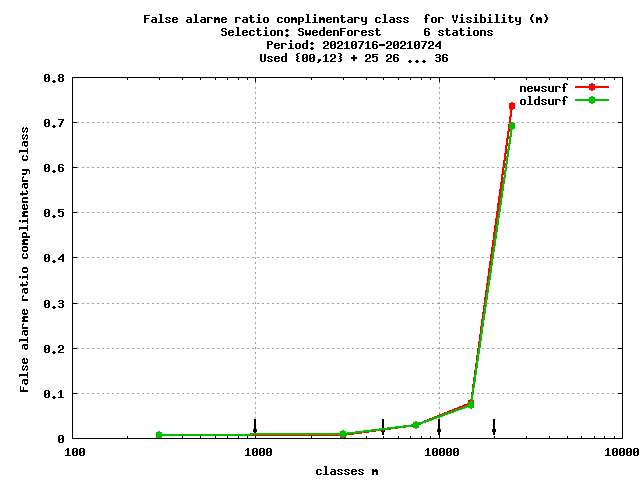 False alarme ratio complimentary class  for Visibility (m)
Selection: SwedenForest      6 stations
Period: 20210716-20210724
Used {00,12} + 25 26 ... 36
newsurf
oldsurf
0.8
0.7
0.6
0.5
0.4
0.3
0.2
0.1
0
False alarme ratio complimentary class
100
1000
10000
10000
classes m